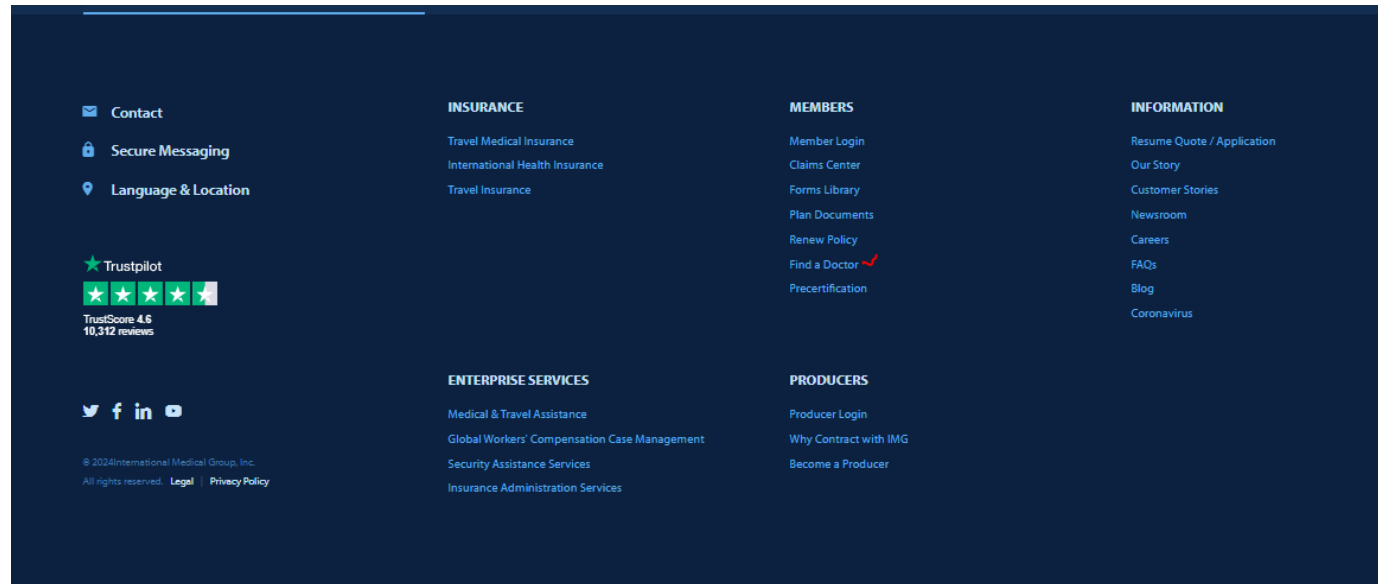 Contact
Secure Messaging
Language & Location
Trustpilot
TrustScore 4.6
10,312 reviews
© 2024International Medical Group, Inc.
All rights reserved. Legal | Privacy Policy
INSURANCE
Travel Medical Insurance
International Health Insurance
Travel Insurance
MEMBERS
Member Login
Claims Center
Forms Library
Plan Documents
Renew Policy
Find a Doctor
Precertification
INFORMATION
Resume Quote / Application
Our Story
Customer Stories
Newsroom
Careers
FAQs
Blog
Coronavirus
ENTERPRISE SERVICES
Medical & Travel Assistance
Global Workers' Compensation Case Management
Security Assistance Services
Insurance Administration Services
PRODUCERS
Producer Login
Why Contract with IMG
Become a Producer